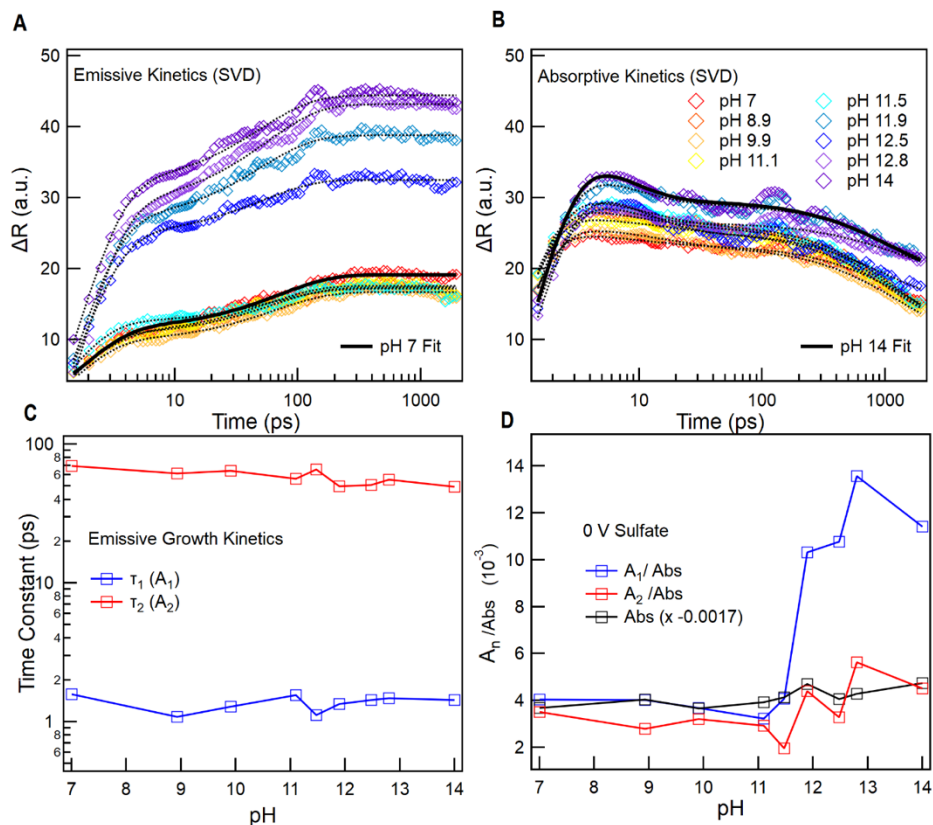 A
Emissive Kinetics (SVD)
50
40
30
20
10
ΔR (a.u.)
pH 7 Fit
10
100
1000
Time (ps)
B
Absorptive Kinetics (SVD)
pH 7
pH 8.9
pH 9.9
pH 11.1
pH 11.5
pH 11.9
pH 12.5
pH 12.8
pH 14
50
40
30
20
10
ΔR (a.u.)
pH 14 Fit
10
100
1000
Time (ps)
C
100
8
6
4
2
10
8
6
4
2
1
8
6
Time Constant (ps)
Emissive Growth Kinetics
τ1 (A1)
τ2 (A2)
7
8
9
10
11
12
13
14
pH
D
14
12
10
8
6
4
2
An/Abs (10-3)
0 V Sulfate
A1/ Abs
A2 /Abs
Abs (x -0.0017)
7
8
9
10
11
12
13
14
pH